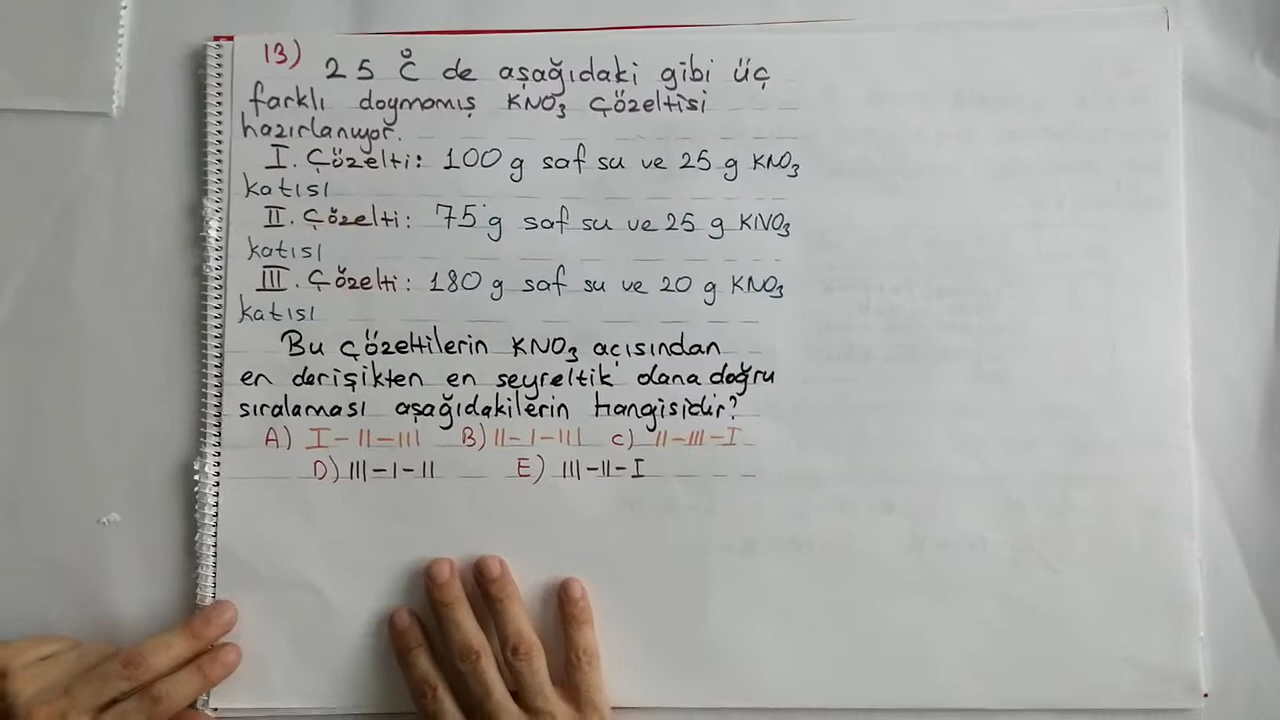 13) 25 °C de aşağıdaki gibi üç
farklı doymamış KNO₃ çözeltisi
hazırlanıyor.
I. Çözelti: 100 g saf su ve 25 g KNO₃
katısı
II. Çözelti: 75 g saf su ve 25 g KNO₃
katısı
III. Çözelti: 180 g saf su ve 20 g KNO₃
katısı
Bu çözeltilerin KNO₃ açısından
en derişikten en seyreltik olana doğru
sıralaması aşağıdakilerin hangisidir?
A) I-II-III B) II-I-III C) II-III-I
D) III-I-II E) III-II-I